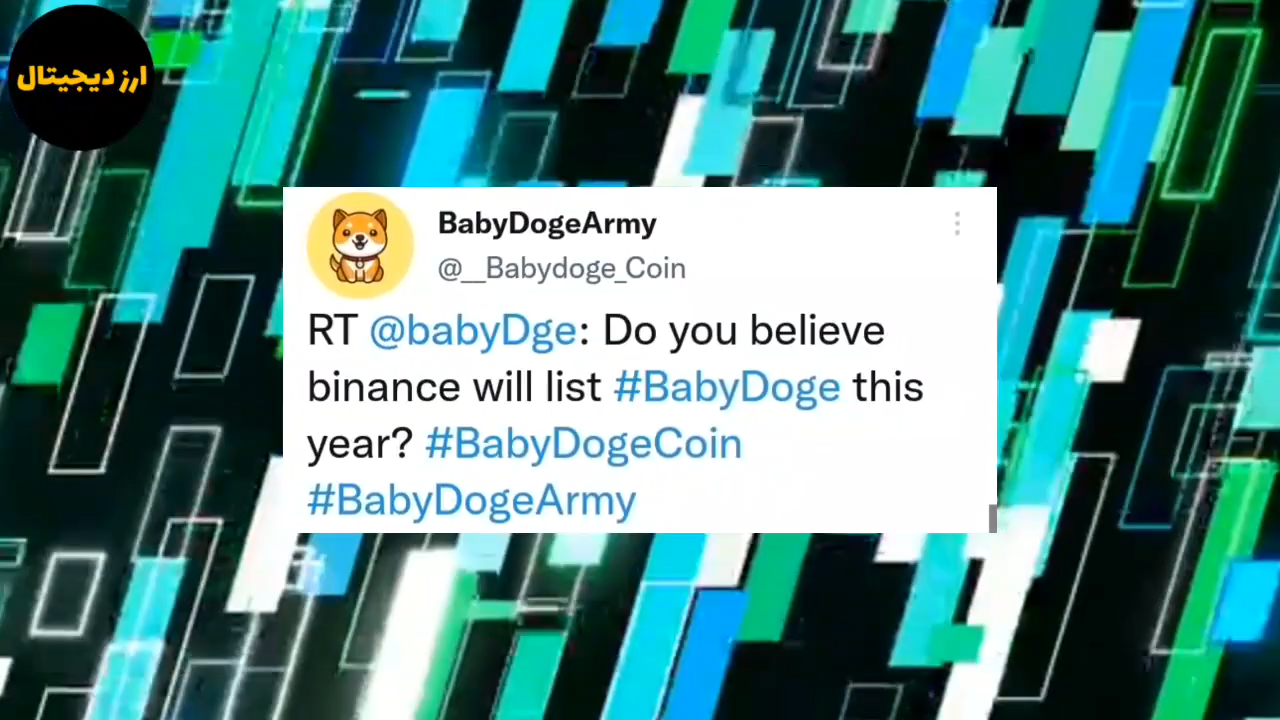 ارز دیجیتال
BabyDogeArmy
@__Babydoge_Coin
RT @babyDge: Do you believe
binance will list #BabyDoge this
year? #BabyDogeCoin
#BabyDogeArmy